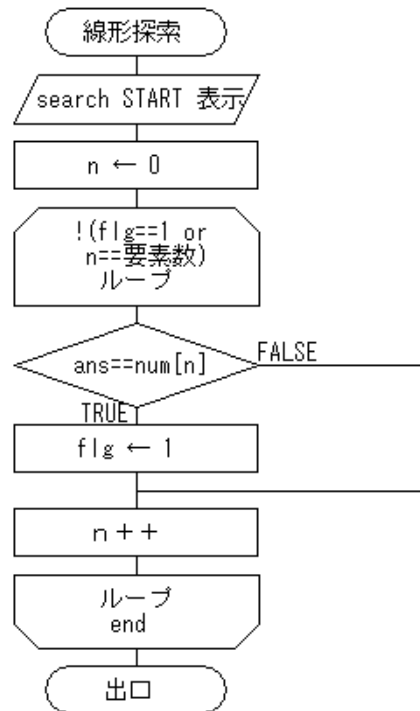 線形探索
search START 表示
n ← 0
!(flg==1 or
n==要素数)
ループ
ans==num[n]
FALSE
TRUE
flg ← 1
n++
ループ
end
出口